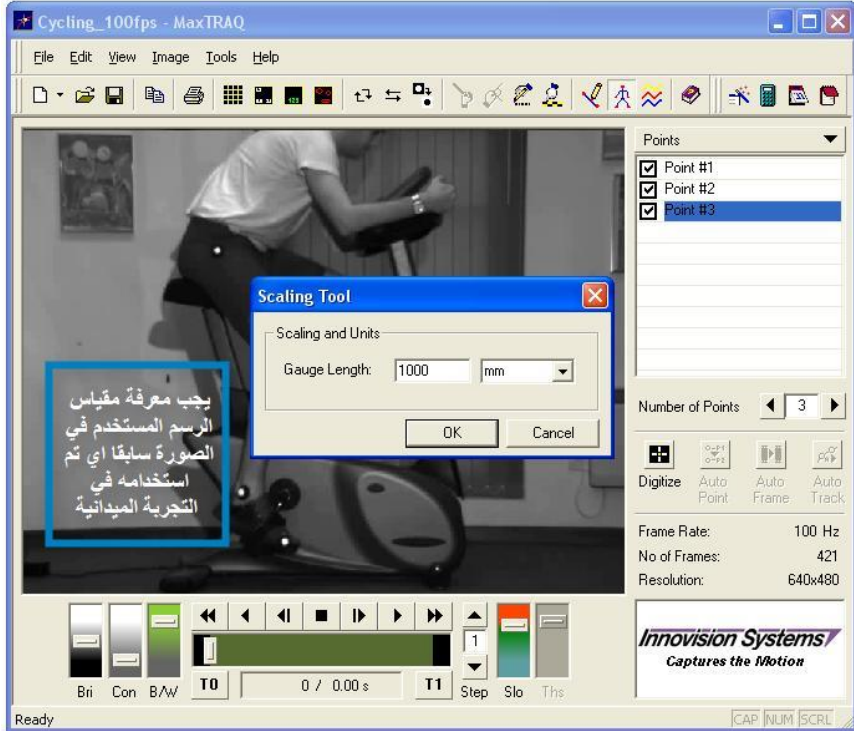 Cycling_100fps - MaxTRAQ
File Edit View Image Tools Help
Points
Point #1
Point #2
Point #3
Scaling Tool
Scaling and Units
Gauge Length: 1000 mm
OK Cancel
يجب معرفة مقياس
الرسم المستخدم في
الصورة سابقا اي تم
استخدامه في
التجربة الميدانية
Number of Points 3
Digitize Auto Point Auto Frame Auto Track
Frame Rate: 100 Hz
No of Frames: 421
Resolution: 640x480
1
Bri Con B/W T0 0 / 0.00 s T1 Step Slo Ths
Innovision Systems
Captures the Motion
Ready CAP NUM SCRL